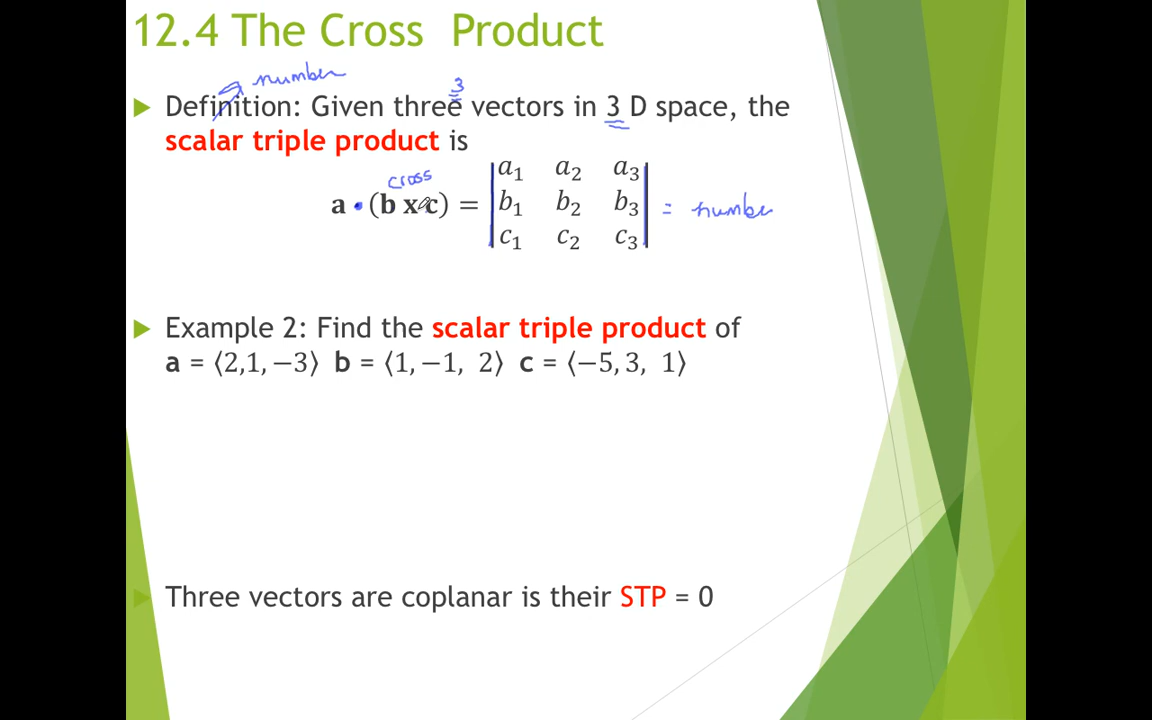 12.4 The Cross Product
number
3
Definition: Given three vectors in 3 D space, the
scalar triple product is
cross
a • (b x c) = | a₁ a₂ a₃ |
| b₁ b₂ b₃ | = number
| c₁ c₂ c₃ |
Example 2: Find the scalar triple product of
a = ⟨2,1, −3⟩ b = ⟨1, −1, 2⟩ c = ⟨−5, 3, 1⟩
Three vectors are coplanar is their STP = 0